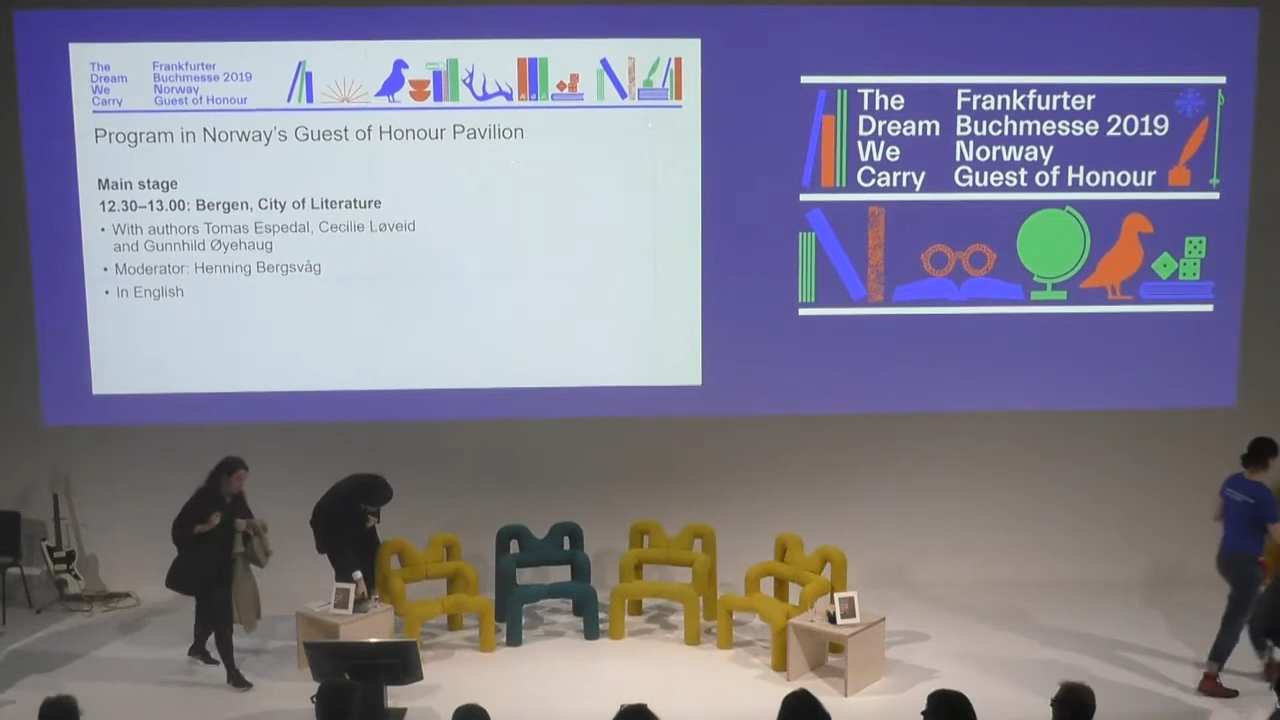 The Dream We Carry
Frankfurter Buchmesse 2019 Norway Guest of Honour
Program in Norway's Guest of Honour Pavilion
Main stage
12.30–13.00: Bergen, City of Literature
• With authors Tomas Espedal, Cecilie Løveid
and Gunnhild Øyehaug
• Moderator: Henning Bergsvåg
• In English
The Dream We Carry
Frankfurter Buchmesse 2019 Norway Guest of Honour